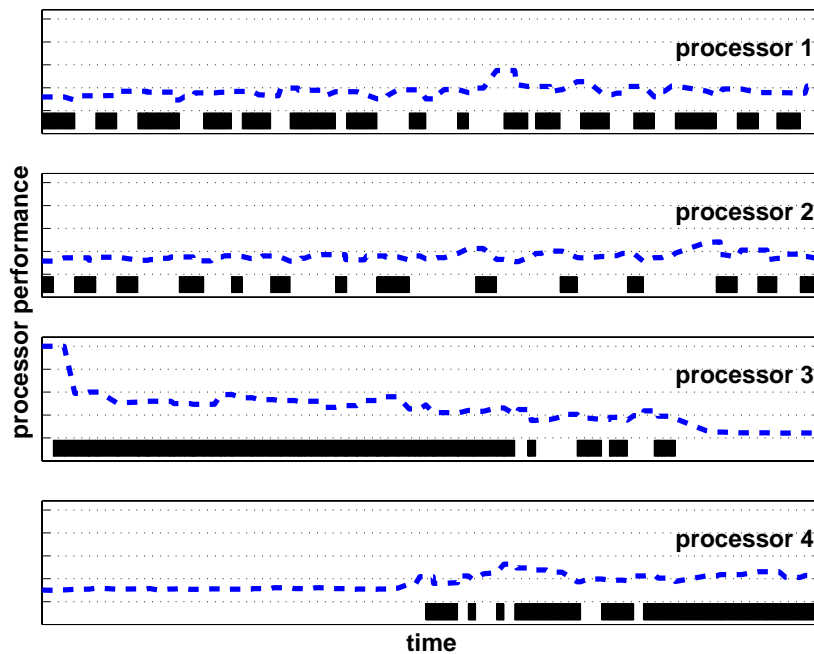 processor 1
processor 2
processor 3
processor 4
processor performance
time